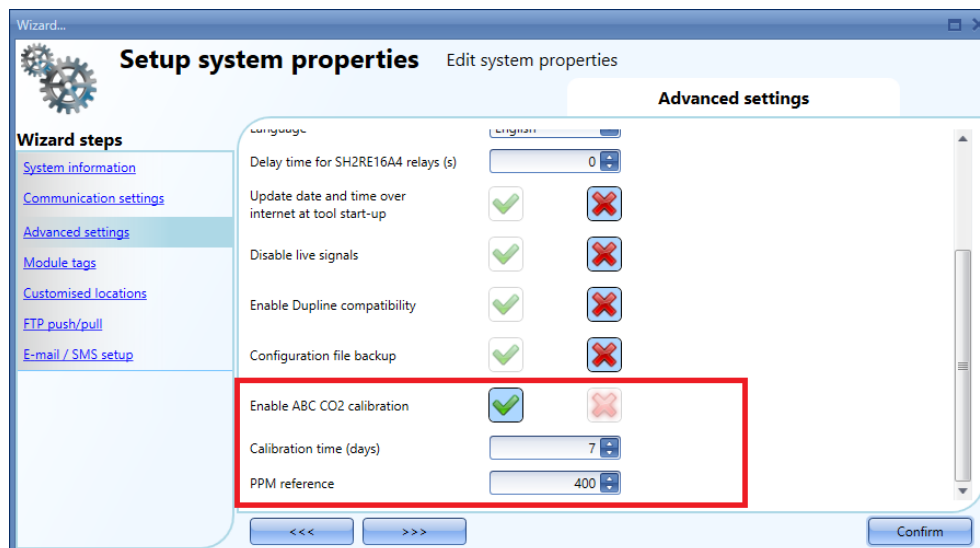 Wizard...
Setup system properties Edit system properties
Advanced settings
Wizard steps
System information
Communication settings
Advanced settings
Module tags
Customised locations
FTP push/pull
E-mail / SMS setup
Language English
Delay time for SH2RE16A4 relays (s) 0
Update date and time over
internet at tool start-up
Disable live signals
Enable Dupline compatibility
Configuration file backup
Enable ABC CO2 calibration
Calibration time (days) 7
PPM reference 400
<<< >>> Confirm